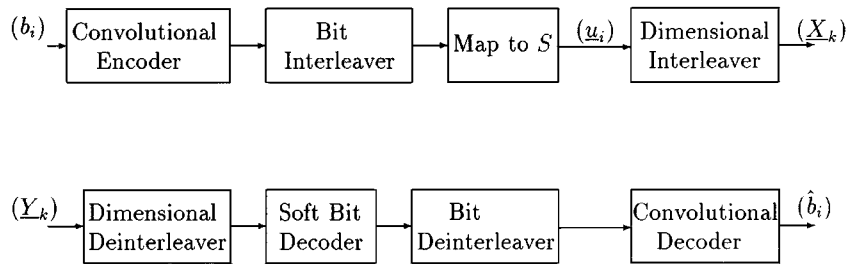 (b_i)
Convolutional
Encoder
Bit
Interleaver
Map to S
(u_i)
Dimensional
Interleaver
(X_k)
(Y_k)
Dimensional
Deinterleaver
Soft Bit
Decoder
Bit
Deinterleaver
Convolutional
Decoder
(b̂_i)